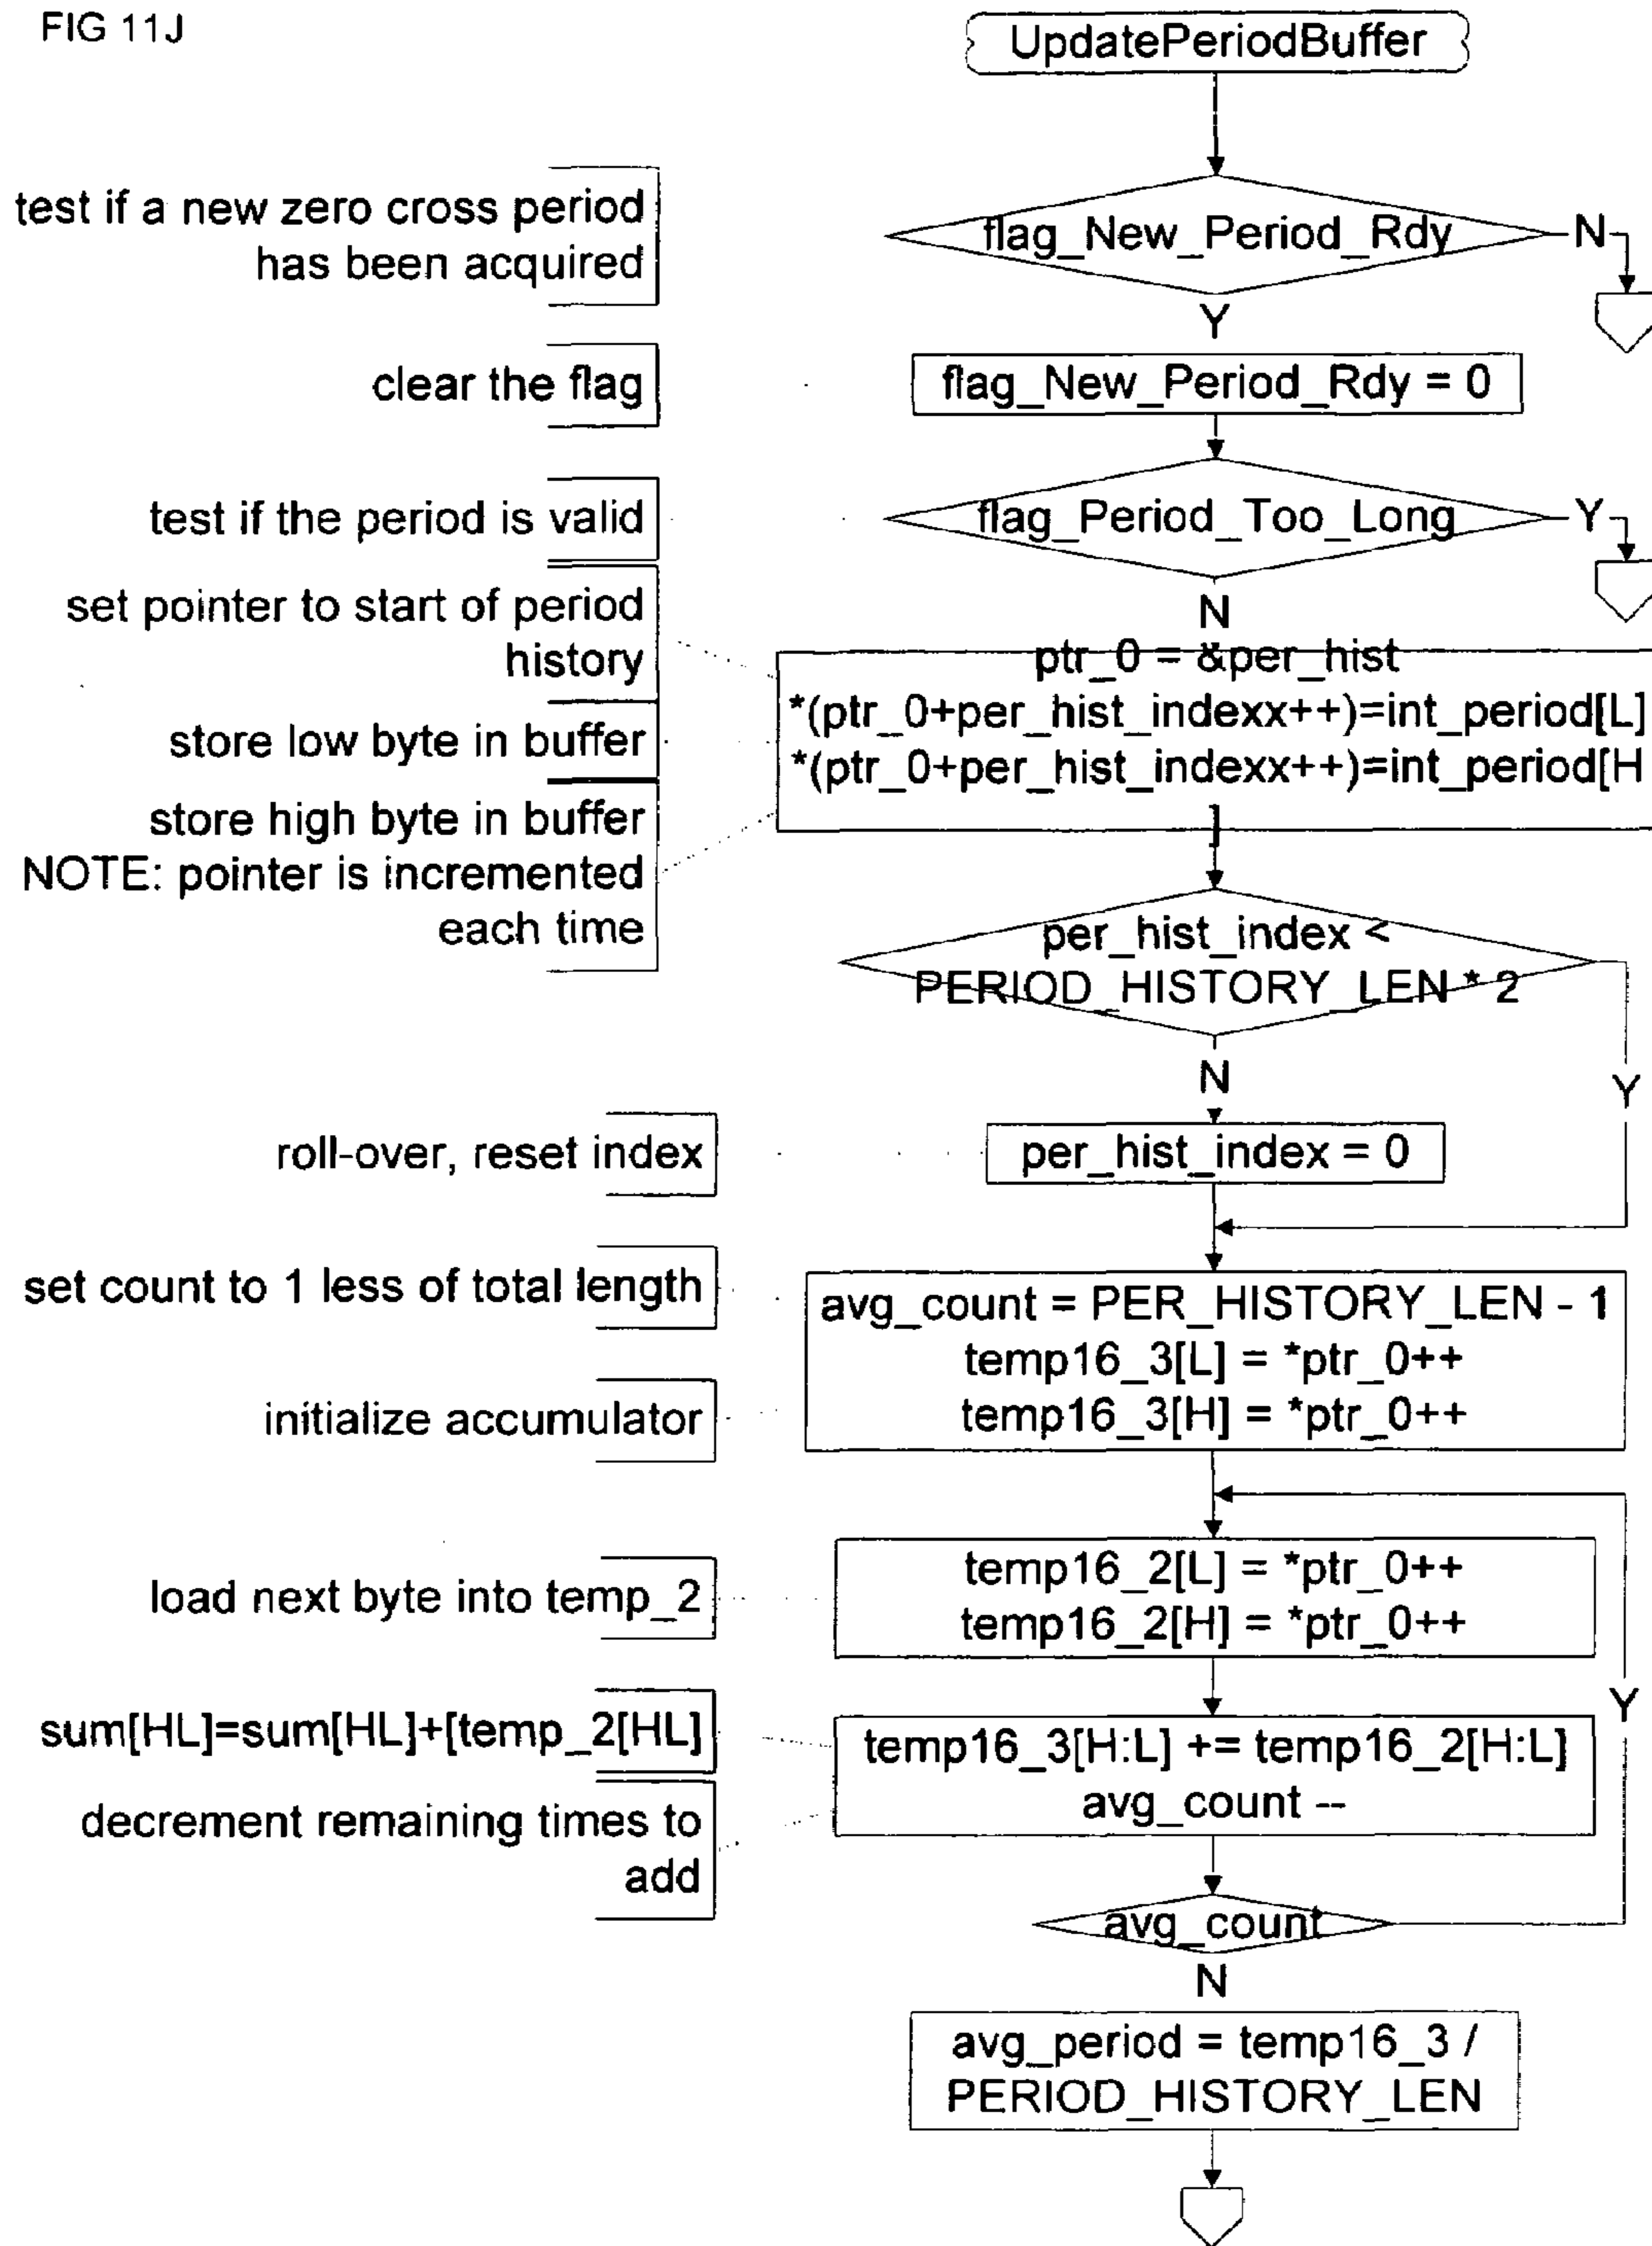 FIG 11J
UpdatePeriodBuffer
test if a new zero cross period
has been acquired
flag_New_Period_Rdy
N
Y
clear the flag
flag_New_Period_Rdy = 0
test if the period is valid
flag_Period_Too_Long
Y
N
set pointer to start of period
history
ptr_0 = &per_hist
*(ptr_0+per_hist_indexx++)=int_period[L]
*(ptr_0+per_hist_indexx++)=int_period[H
]
store low byte in buffer
store high byte in buffer
NOTE: pointer is incremented
each time
per_hist_index <
PERIOD_HISTORY_LEN * 2
N
Y
roll-over, reset index
per_hist_index = 0
set count to 1 less of total length
avg_count = PER_HISTORY_LEN - 1
temp16_3[L] = *ptr_0++
temp16_3[H] = *ptr_0++
initialize accumulator
load next byte into temp_2
temp16_2[L] = *ptr_0++
temp16_2[H] = *ptr_0++
Y
sum[HL]=sum[HL]+[temp_2[HL]
temp16_3[H:L] += temp16_2[H:L]
avg_count --
decrement remaining times to
add
avg_count
N
avg_period = temp16_3 /
PERIOD_HISTORY_LEN